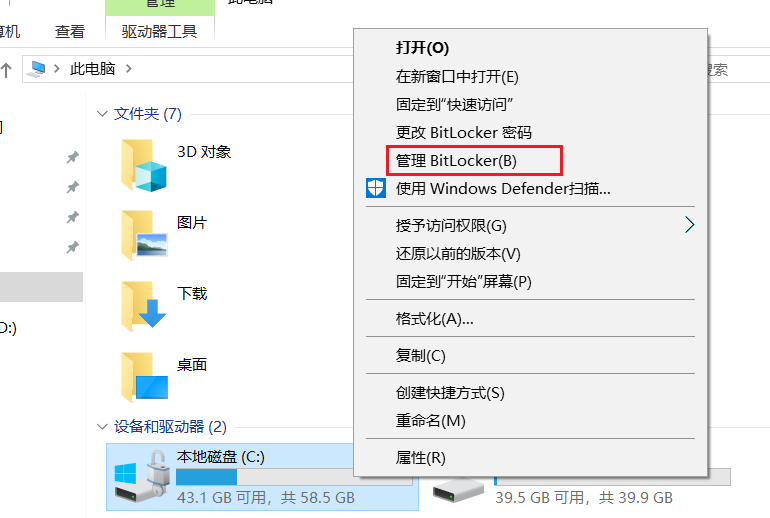 管理
此电脑
查看
驱动器工具
此电脑
搜索
文件夹 (7)
3D 对象
图片
下载
桌面
设备和驱动器 (2)
本地磁盘 (C:)
43.1 GB 可用，共 58.5 GB
39.5 GB 可用，共 39.9 GB
打开(O)
在新窗口中打开(E)
固定到“快速访问”
更改 BitLocker 密码
管理 BitLocker(B)
使用 Windows Defender扫描...
授予访问权限(G)
还原以前的版本(V)
固定到“开始”屏幕(P)
格式化(A)...
复制(C)
创建快捷方式(S)
重命名(M)
属性(R)